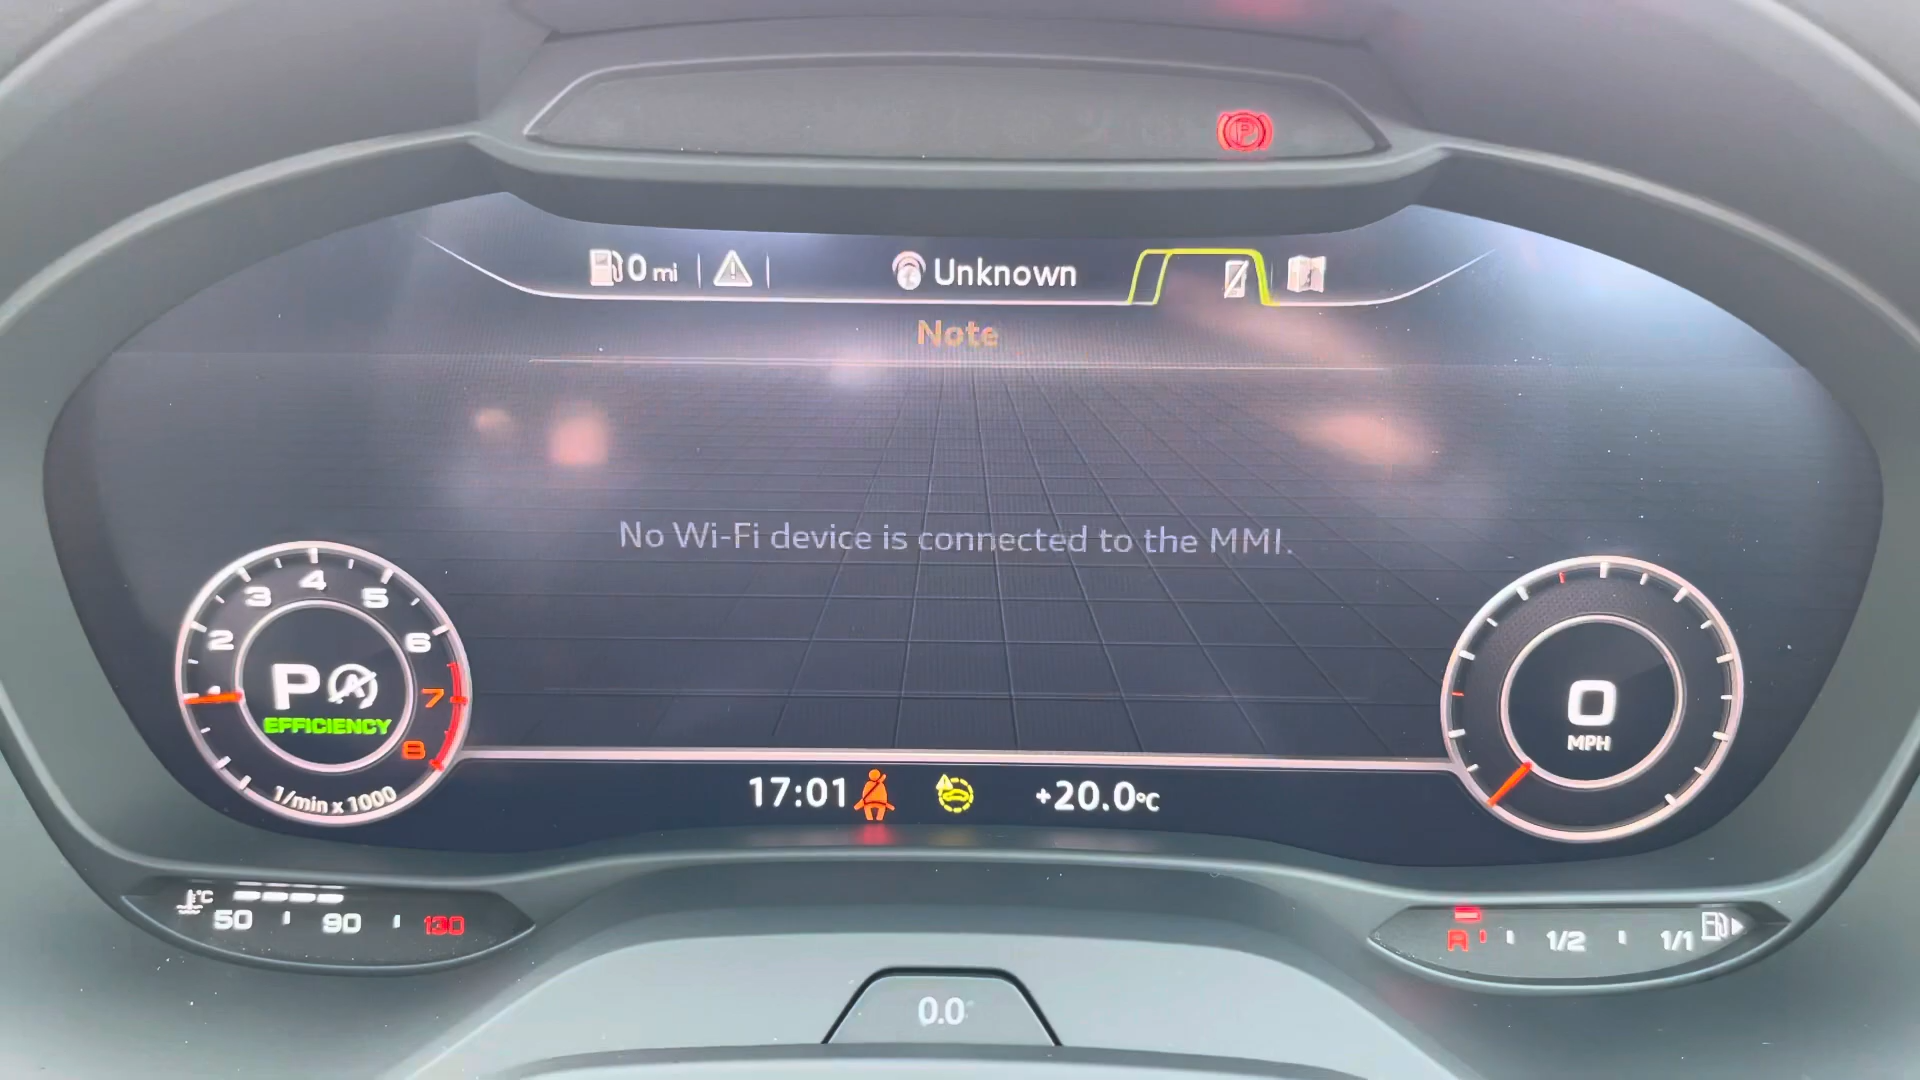 P
0 mi
Unknown
Note
No Wi-Fi device is connected to the MMI.
1 2 3 4 5 6 7 8
P A
EFFICIENCY
1/min x 1000
0
MPH
17:01
+20.0°C
°C
50 90 130
R 1/2 1/1
0.0